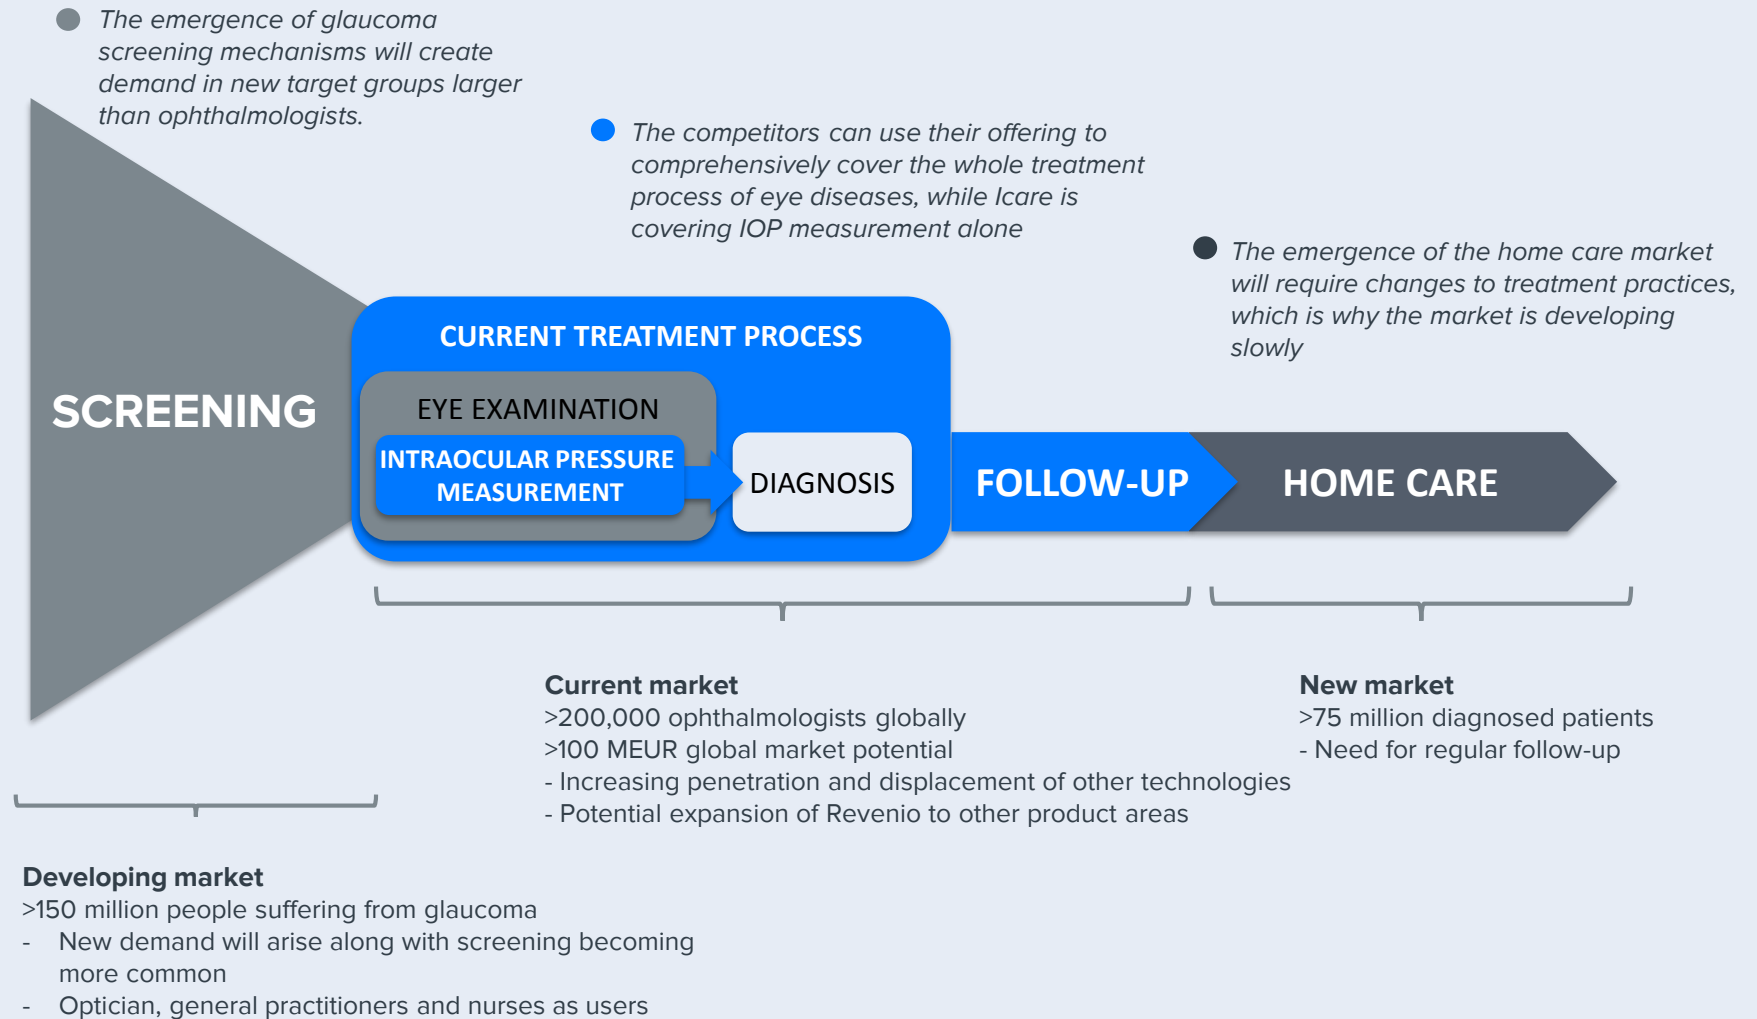 The emergence of glaucoma
screening mechanisms will create
demand in new target groups larger
than ophthalmologists.
The competitors can use their offering to
comprehensively cover the whole treatment
process of eye diseases, while Icare is
covering IOP measurement alone
The emergence of the home care market
will require changes to treatment practices,
which is why the market is developing
slowly
SCREENING
CURRENT TREATMENT PROCESS
EYE EXAMINATION
INTRAOCULAR PRESSURE
MEASUREMENT
DIAGNOSIS
FOLLOW-UP
HOME CARE
Current market
>200,000 ophthalmologists globally
>100 MEUR global market potential
- Increasing penetration and displacement of other technologies
- Potential expansion of Revenio to other product areas
New market
>75 million diagnosed patients
- Need for regular follow-up
Developing market
>150 million people suffering from glaucoma
- New demand will arise along with screening becoming
more common
- Optician, general practitioners and nurses as users